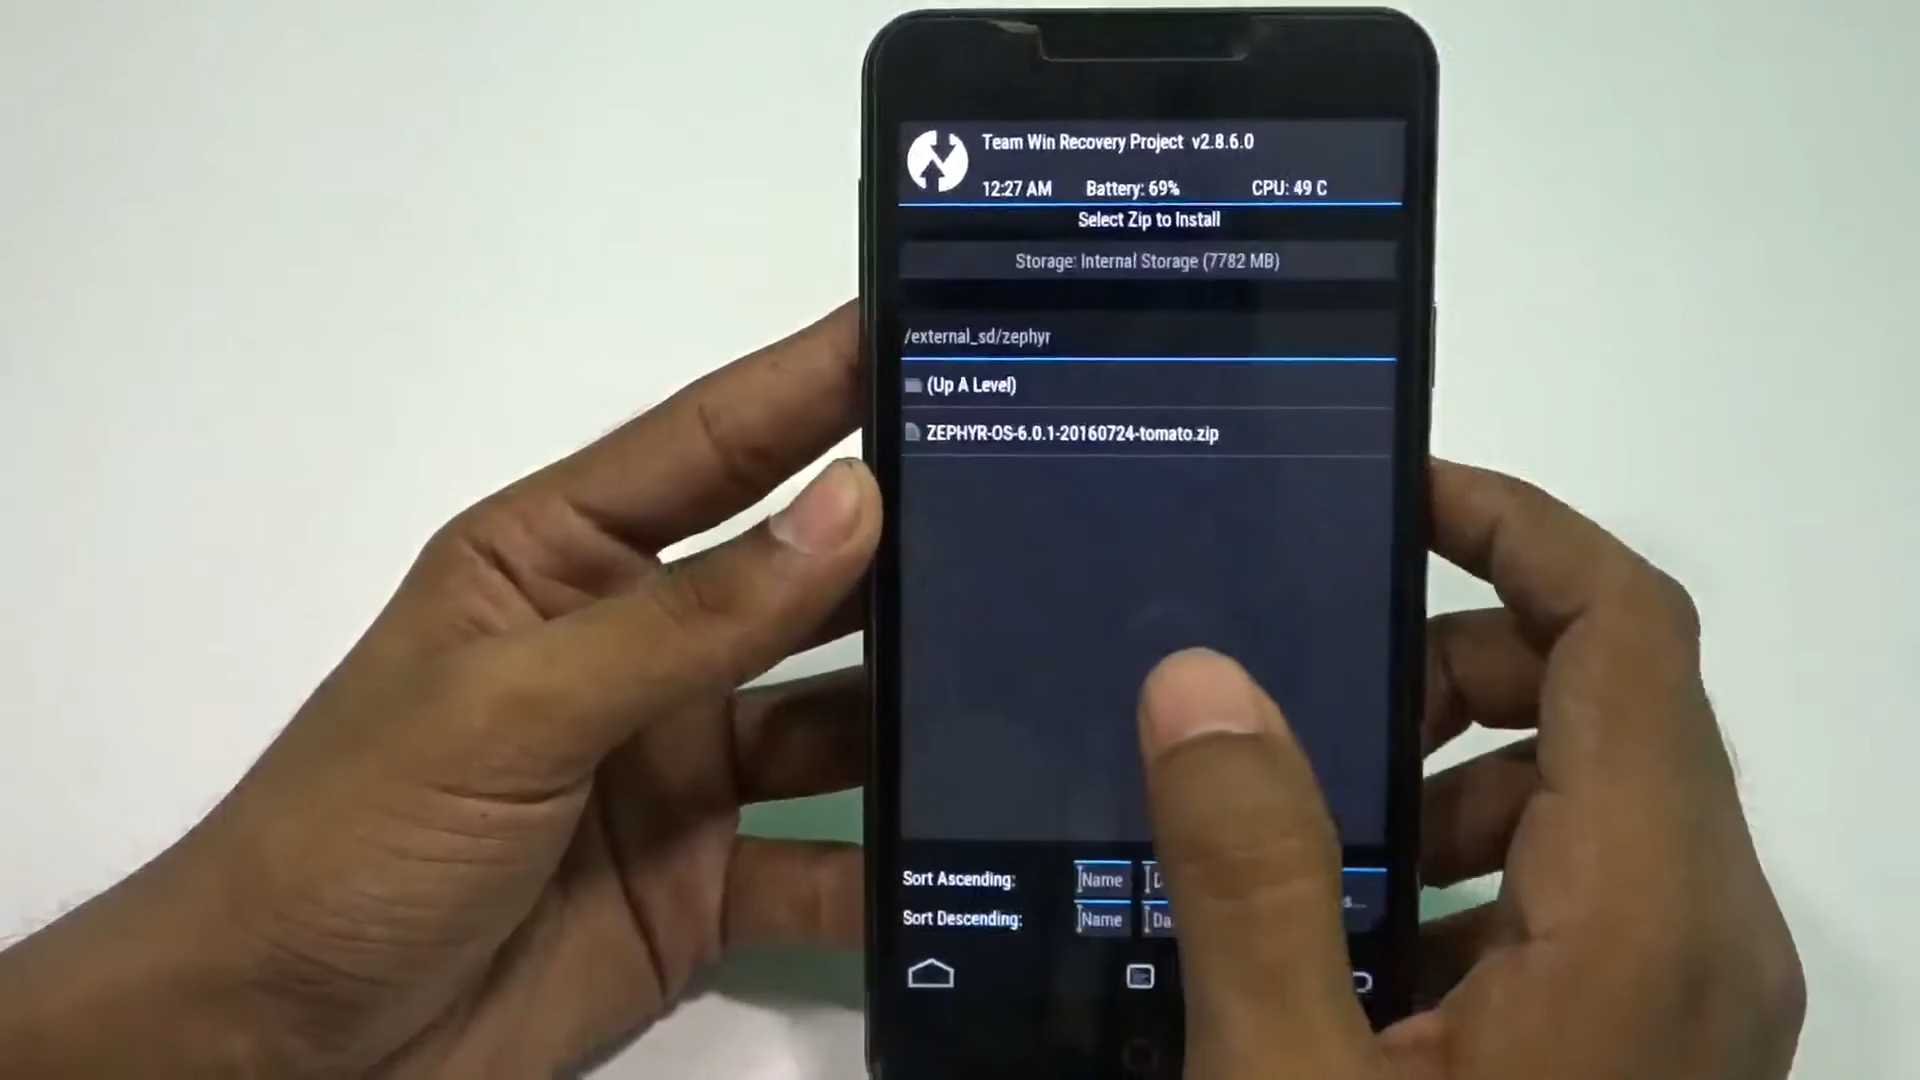 Team Win Recovery Project v2.8.6.0
12:27 AM Battery: 69% CPU: 49 C
Select Zip to Install
Storage: Internal Storage (7782 MB)
/external_sd/zephyr
(Up A Level)
ZEPHYR-OS-6.0.1-20160724-tomato.zip
Sort Ascending: Name
Sort Descending: Name